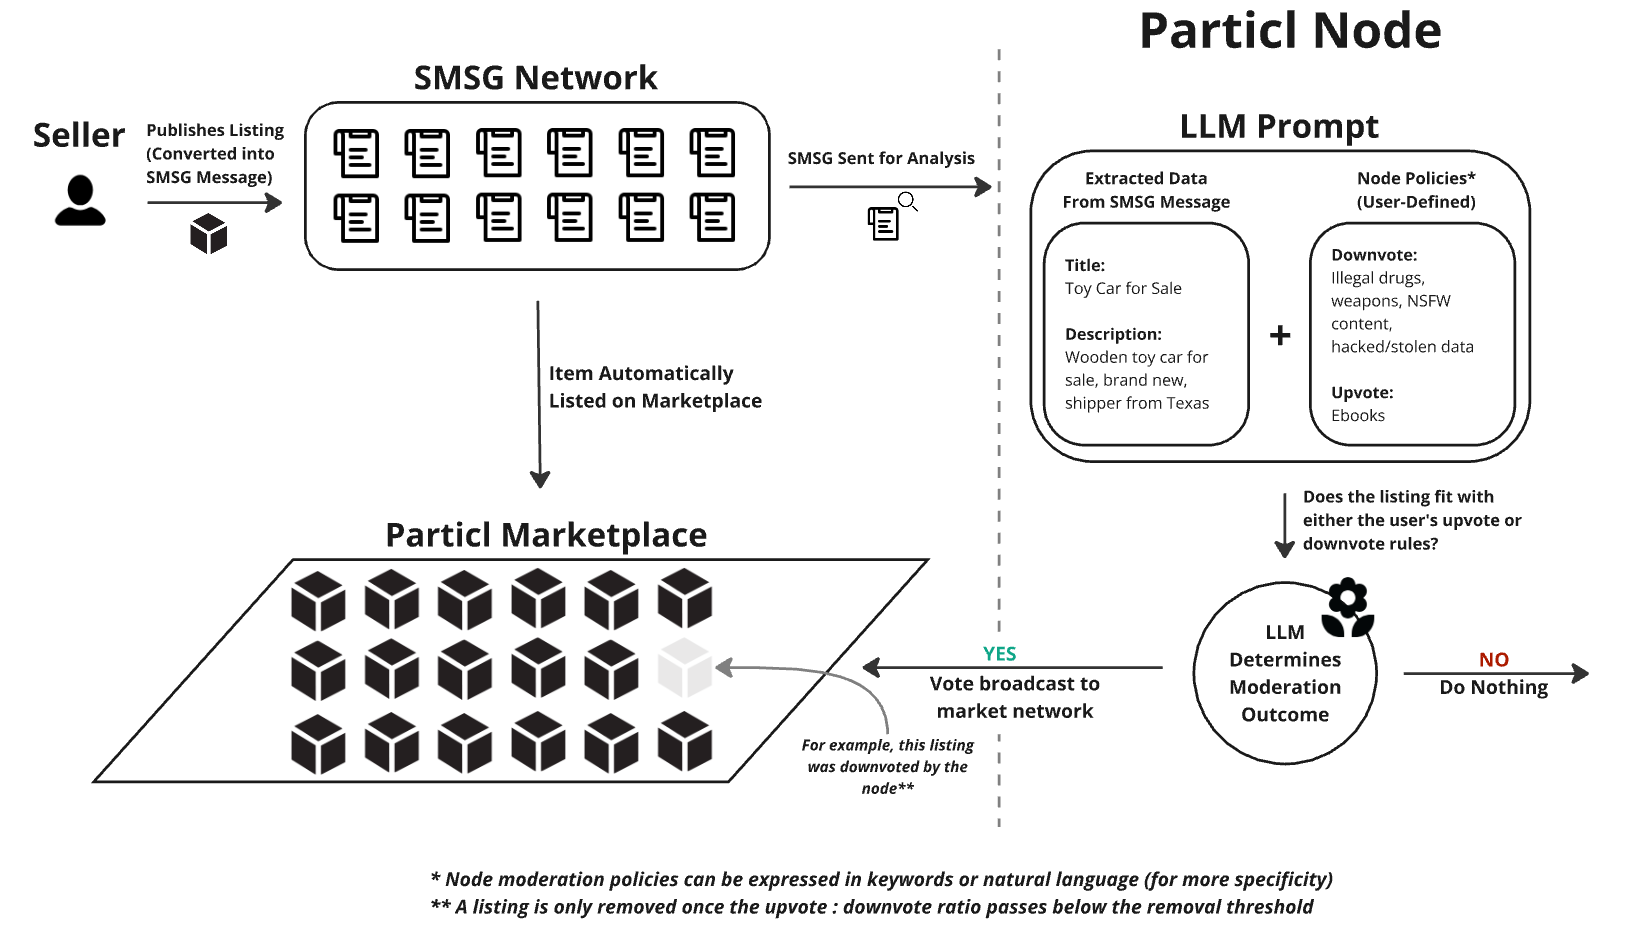 Particl Node
SMSG Network
Seller
Publishes Listing
(Converted into
SMSG Message)
SMSG Sent for Analysis
LLM Prompt
Extracted Data
From SMSG Message
Node Policies*
(User-Defined)
Title:
Toy Car for Sale
Description:
Wooden toy car for
sale, brand new,
shipper from Texas
+
Downvote:
Illegal drugs,
weapons, NSFW
content,
hacked/stolen data
Upvote:
Ebooks
Item Automatically
Listed on Marketplace
Does the listing fit with
either the user's upvote or
downvote rules?
Particl Marketplace
LLM
Determines
Moderation
Outcome
YES
Vote broadcast to
market network
NO
Do Nothing
For example, this listing
was downvoted by the
node**
* Node moderation policies can be expressed in keywords or natural language (for more specificity)
** A listing is only removed once the upvote : downvote ratio passes below the removal threshold